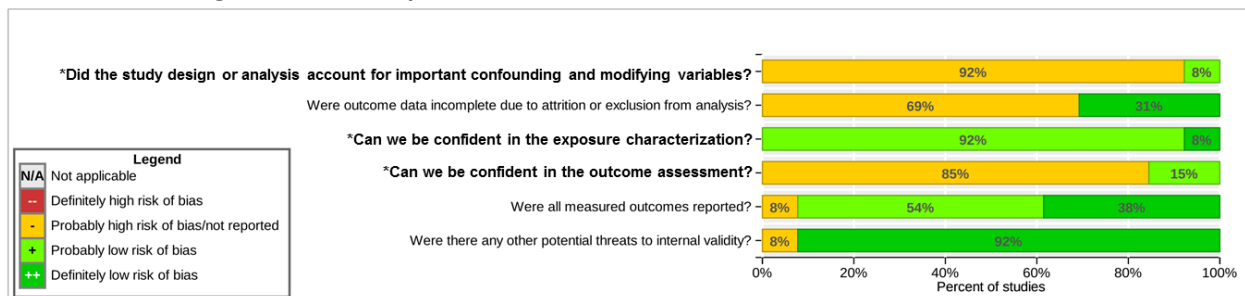 *Did the study design or analysis account for important confounding and modifying variables?
92% 8%
Were outcome data incomplete due to attrition or exclusion from analysis?
69% 31%
*Can we be confident in the exposure characterization?
92% 8%
*Can we be confident in the outcome assessment?
85% 15%
Were all measured outcomes reported?
8% 54% 38%
Were there any other potential threats to internal validity?
8% 92%
0% 20% 40% 60% 80% 100%
Percent of studies
Legend
N/A Not applicable
-- Definitely high risk of bias
- Probably high risk of bias/not reported
+ Probably low risk of bias
++ Definitely low risk of bias